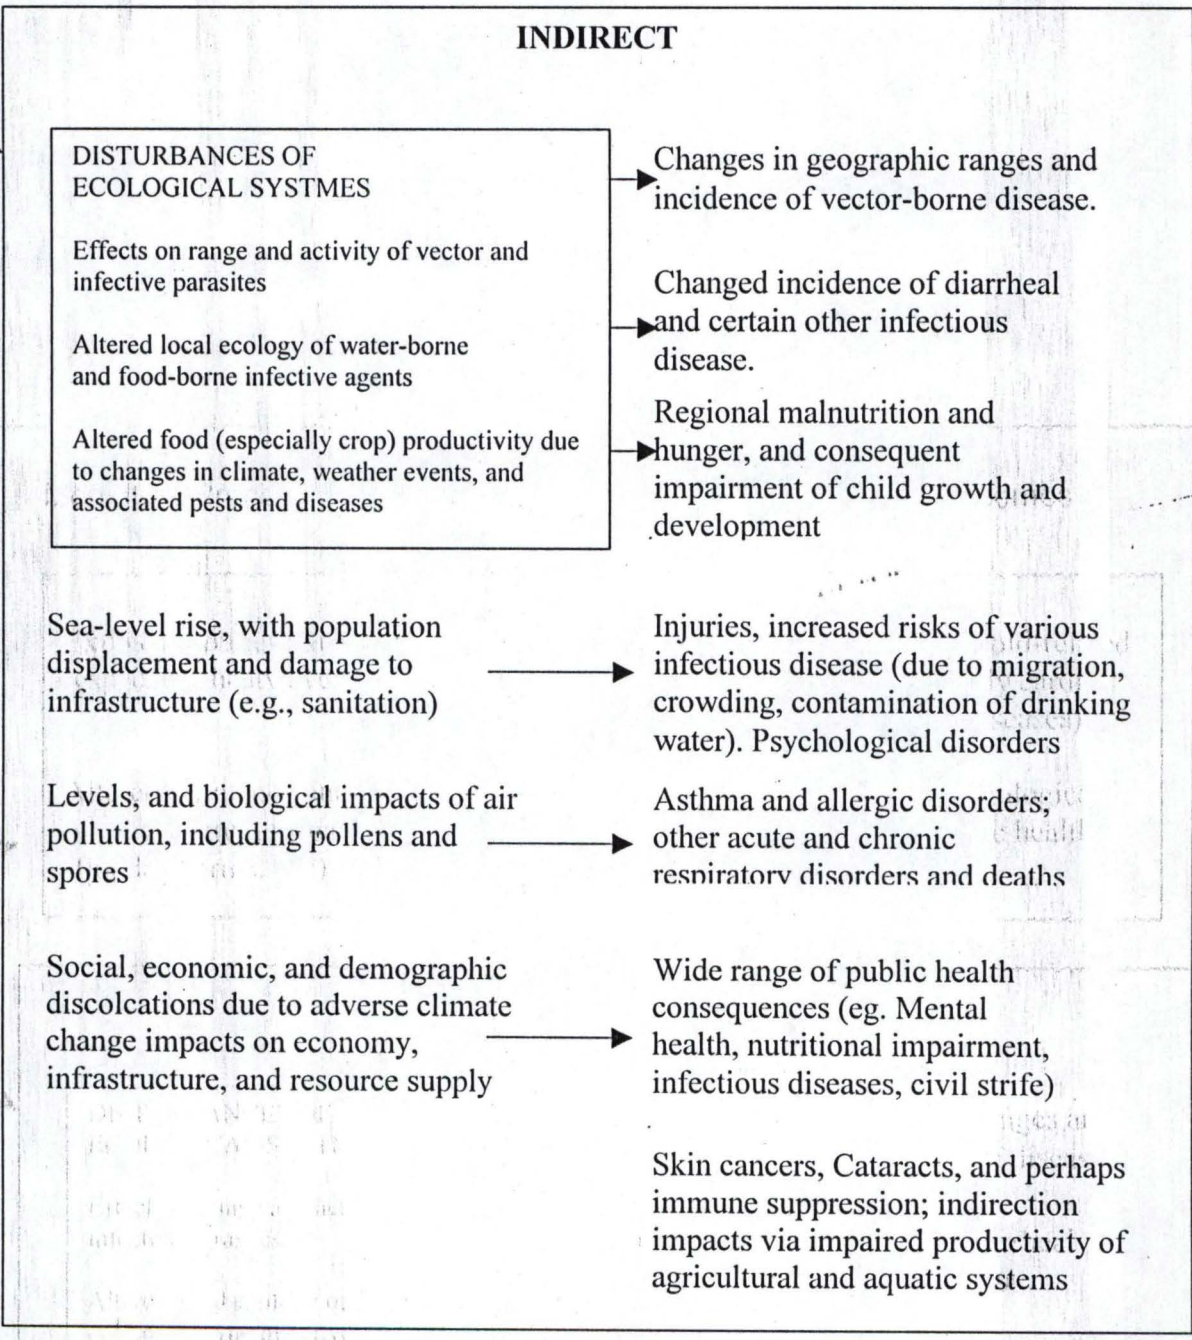 INDIRECT
DISTURBANCES OF
ECOLOGICAL SYSTMES
Effects on range and activity of vector and
infective parasites
Altered local ecology of water-borne
and food-borne infective agents
Altered food (especially crop) productivity due
to changes in climate, weather events, and
associated pests and diseases
Changes in geographic ranges and
incidence of vector-borne disease.
Changed incidence of diarrheal
and certain other infectious
disease.
Regional malnutrition and
hunger, and consequent
impairment of child growth and
development
Sea-level rise, with population
displacement and damage to
infrastructure (e.g., sanitation)
Injuries, increased risks of various
infectious disease (due to migration,
crowding, contamination of drinking
water). Psychological disorders
Levels, and biological impacts of air
pollution, including pollens and
spores
Asthma and allergic disorders;
other acute and chronic
respiratory disorders and deaths
Social, economic, and demographic
discolcations due to adverse climate
change impacts on economy,
infrastructure, and resource supply
Wide range of public health
consequences (eg. Mental
health, nutritional impairment,
infectious diseases, civil strife)
Skin cancers, Cataracts, and perhaps
immune suppression; indirection
impacts via impaired productivity of
agricultural and aquatic systems